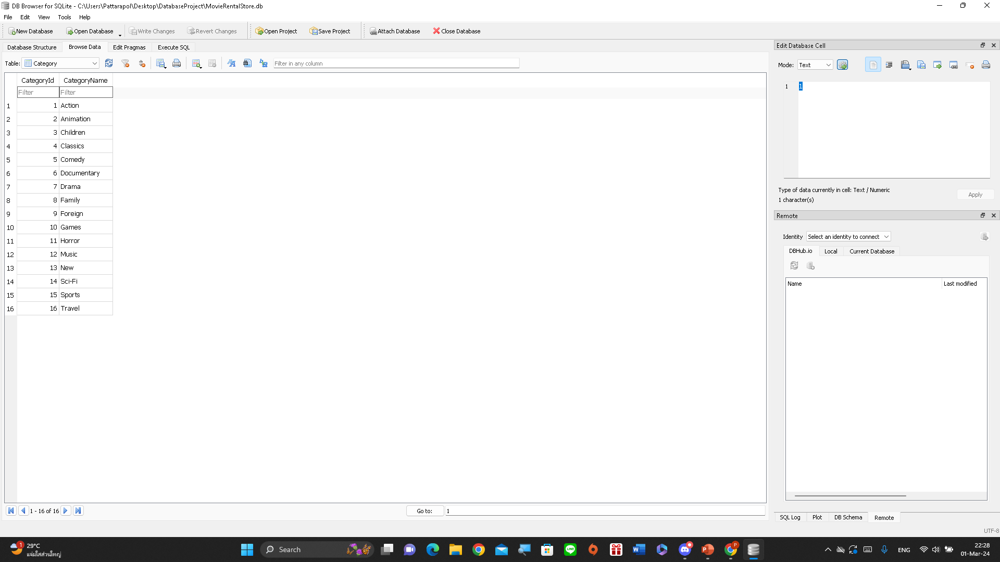 DB Browser for SQLite - C:\Users\Pattarapol\Desktop\DatabaseProject\MovieRentalStore.db
File Edit View Tools Help
New Database Open Database Write Changes Revert Changes Open Project Save Project Attach Database Close Database
Database Structure Browse Data Edit Pragmas Execute SQL
Table: Category Filter in any column
CategoryId CategoryName
Filter Filter
1 1 Action
2 2 Animation
3 3 Children
4 4 Classics
5 5 Comedy
6 6 Documentary
7 7 Drama
8 8 Family
9 9 Foreign
10 10 Games
11 11 Horror
12 12 Music
13 13 New
14 14 Sci-Fi
15 15 Sports
16 16 Travel
1 - 16 of 16 Go to: 1
Edit Database Cell
Mode: Text
1 1
Type of data currently in cell: Text / Numeric
1 character(s)
Apply
Remote
Identity Select an identity to connect
DBHub.io Local Current Database
Name Last modified
SQL Log Plot DB Schema Remote
UTF-8
1 29°C
แจ่มใสส่วนใหญ่
Search
LINE
ENG
22:28
01-Mar-24